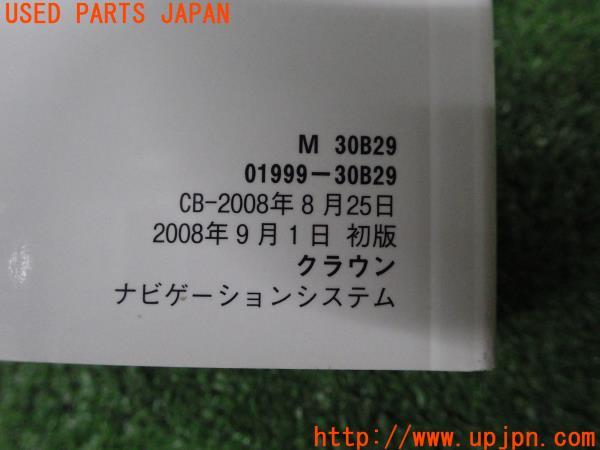 USED PARTS JAPAN
M 30B29
01999-30B29
CB-2008年8月25日
2008年9月1日 初版
クラウン
ナビゲーションシステム
http://www.upjpn.com/